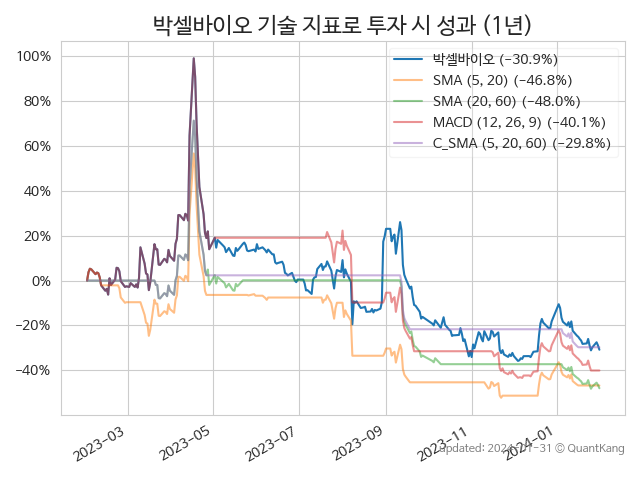 박셀바이오 기술 지표로 투자 시 성과 (1년)
박셀바이오 (−30.9%)
SMA (5, 20) (−46.8%)
SMA (20, 60) (−48.0%)
MACD (12, 26, 9) (−40.1%)
C_SMA (5, 20, 60) (−29.8%)
100%
80%
60%
40%
20%
0%
−20%
−40%
2023-03
2023-05
2023-07
2023-09
2023-11
2024-01
updated: 2024-01-31 © QuantKang